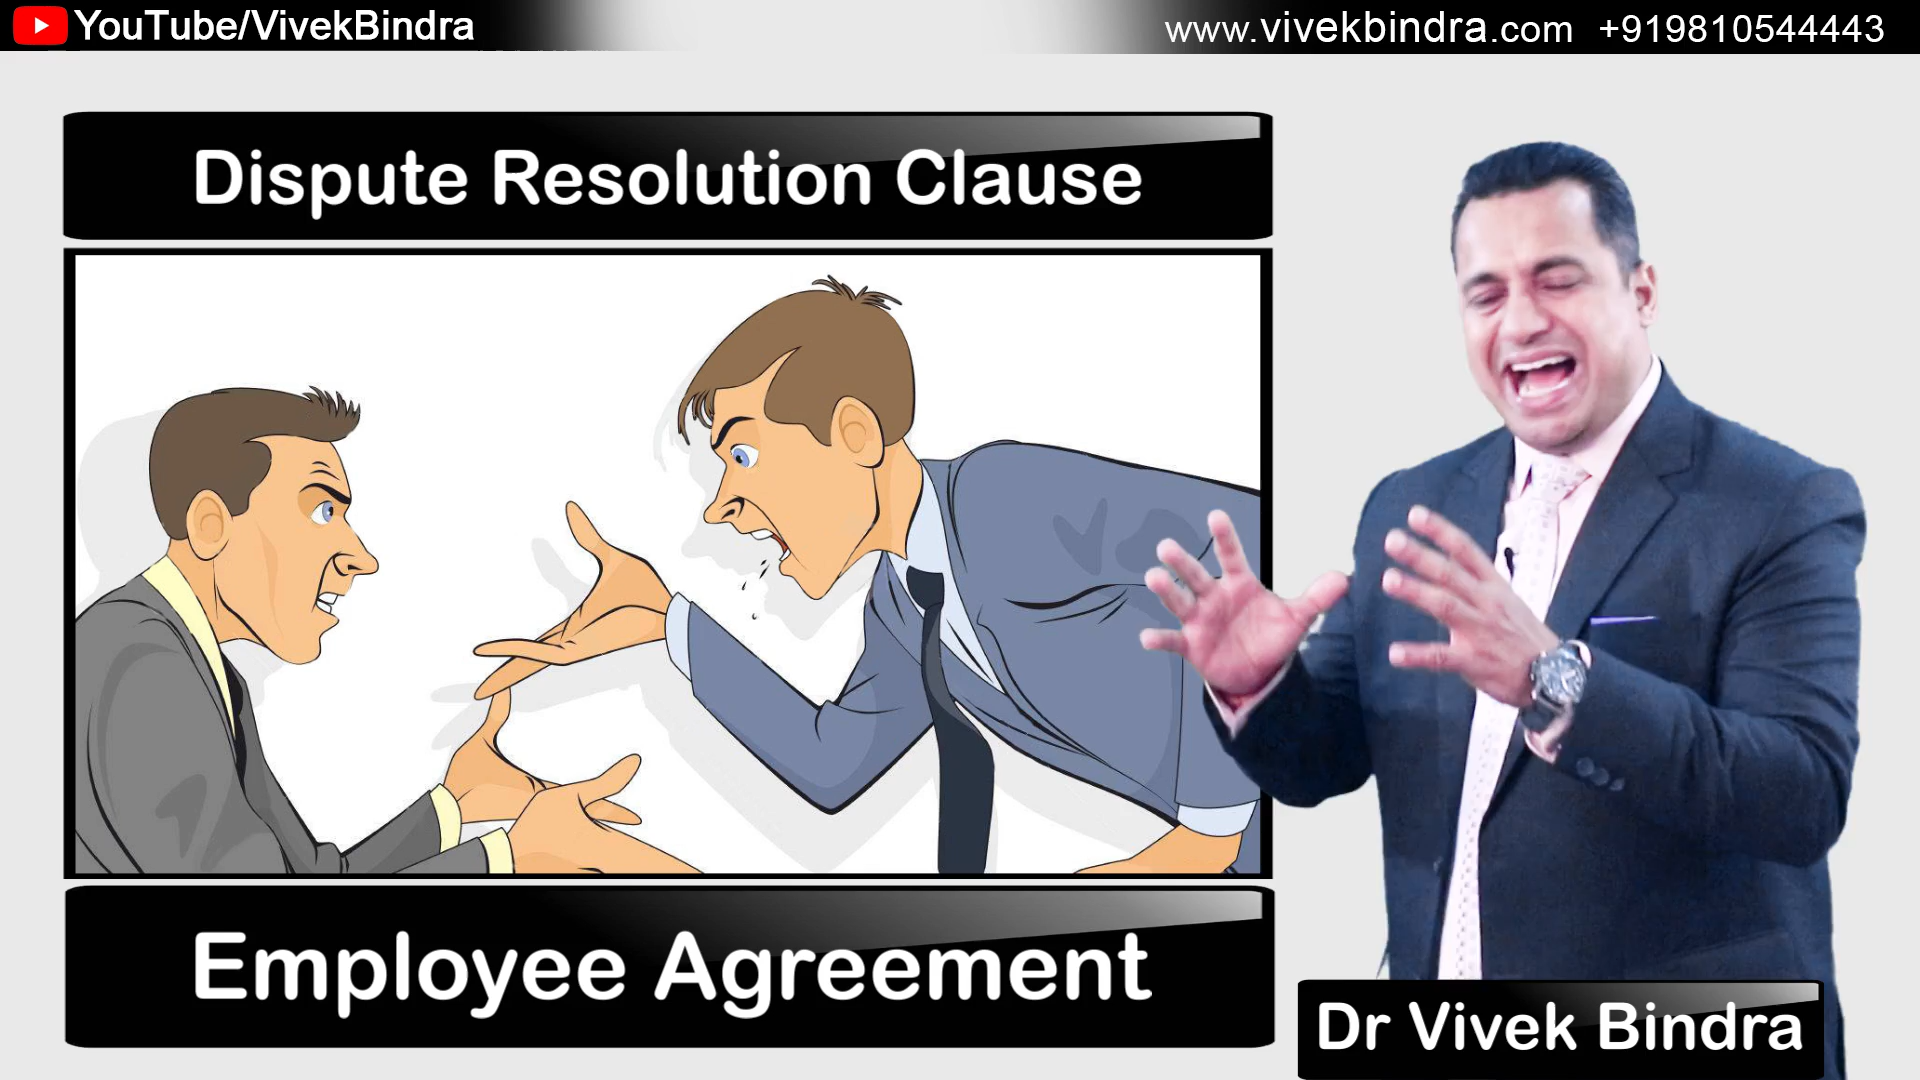 YouTube/VivekBindra
www.vivekbindra.com +919810544443
Dispute Resolution Clause
Employee Agreement
Dr Vivek Bindra